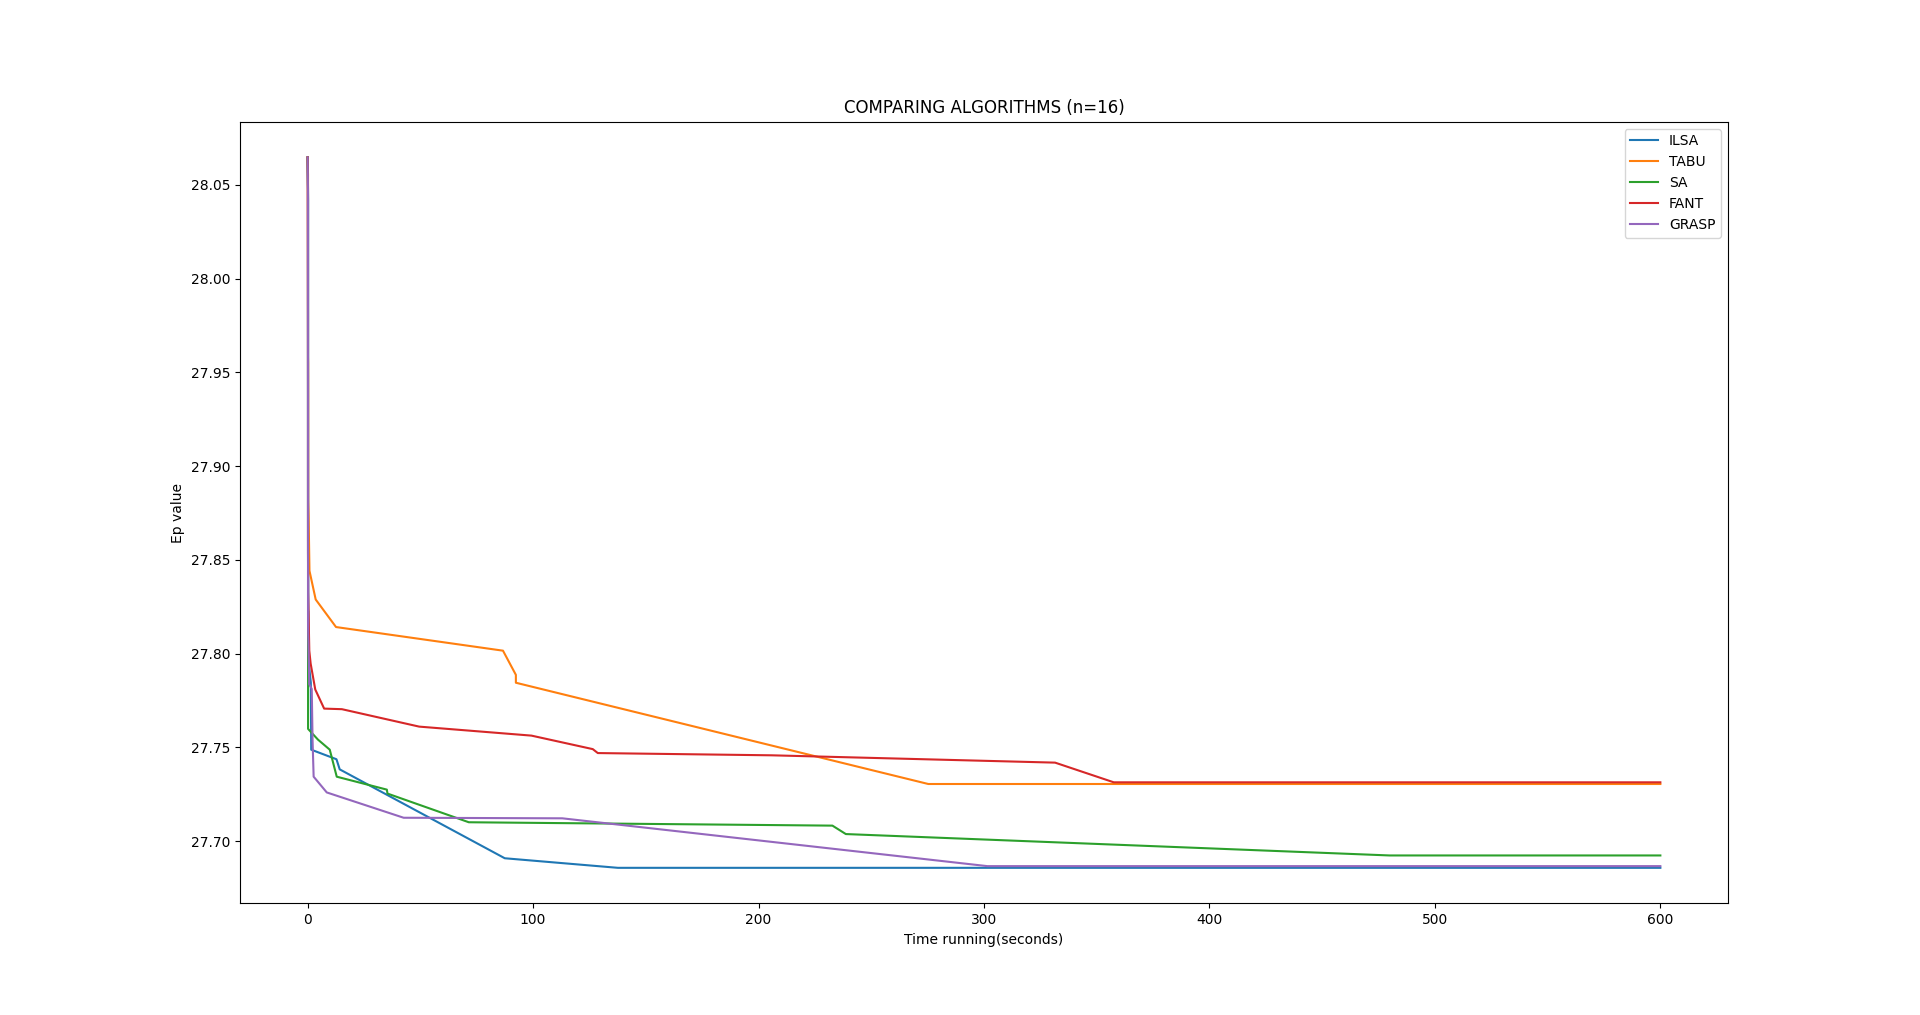 COMPARING ALGORITHMS (n=16)
ILSA
TABU
SA
FANT
GRASP
28.05
28.00
27.95
27.90
27.85
27.80
27.75
27.70
Ep value
0 100 200 300 400 500 600
Time running(seconds)